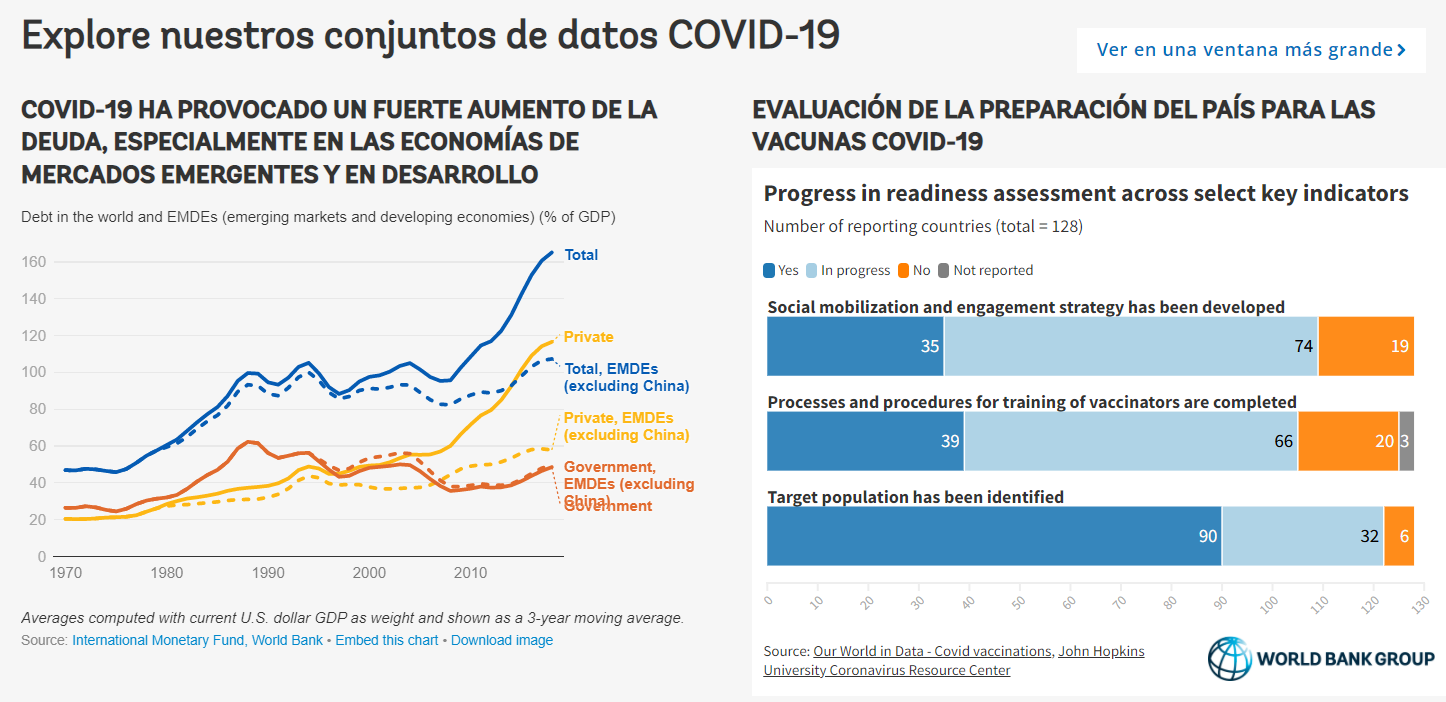 Explore nuestros conjuntos de datos COVID-19
Ver en una ventana más grande
COVID-19 HA PROVOCADO UN FUERTE AUMENTO DE LA
DEUDA, ESPECIALMENTE EN LAS ECONOMÍAS DE
MERCADOS EMERGENTES Y EN DESARROLLO
Debt in the world and EMDEs (emerging markets and developing economies) (% of GDP)
160
140
120
100
80
60
40
20
0
1970 1980 1990 2000 2010
Total
Private
Total, EMDEs
(excluding China)
Private, EMDEs
(excluding China)
Government,
EMDEs (excluding
China)
Government
Averages computed with current U.S. dollar GDP as weight and shown as a 3-year moving average.
Source: International Monetary Fund, World Bank • Embed this chart • Download image
EVALUACIÓN DE LA PREPARACIÓN DEL PAÍS PARA LAS
VACUNAS COVID-19
Progress in readiness assessment across select key indicators
Number of reporting countries (total = 128)
Yes In progress No Not reported
Social mobilization and engagement strategy has been developed
35 74 19
Processes and procedures for training of vaccinators are completed
39 66 20 3
Target population has been identified
90 32 6
0 10 20 30 40 50 60 70 80 90 100 110 120 130
Source: Our World in Data - Covid vaccinations, John Hopkins
University Coronavirus Resource Center
WORLD BANK GROUP